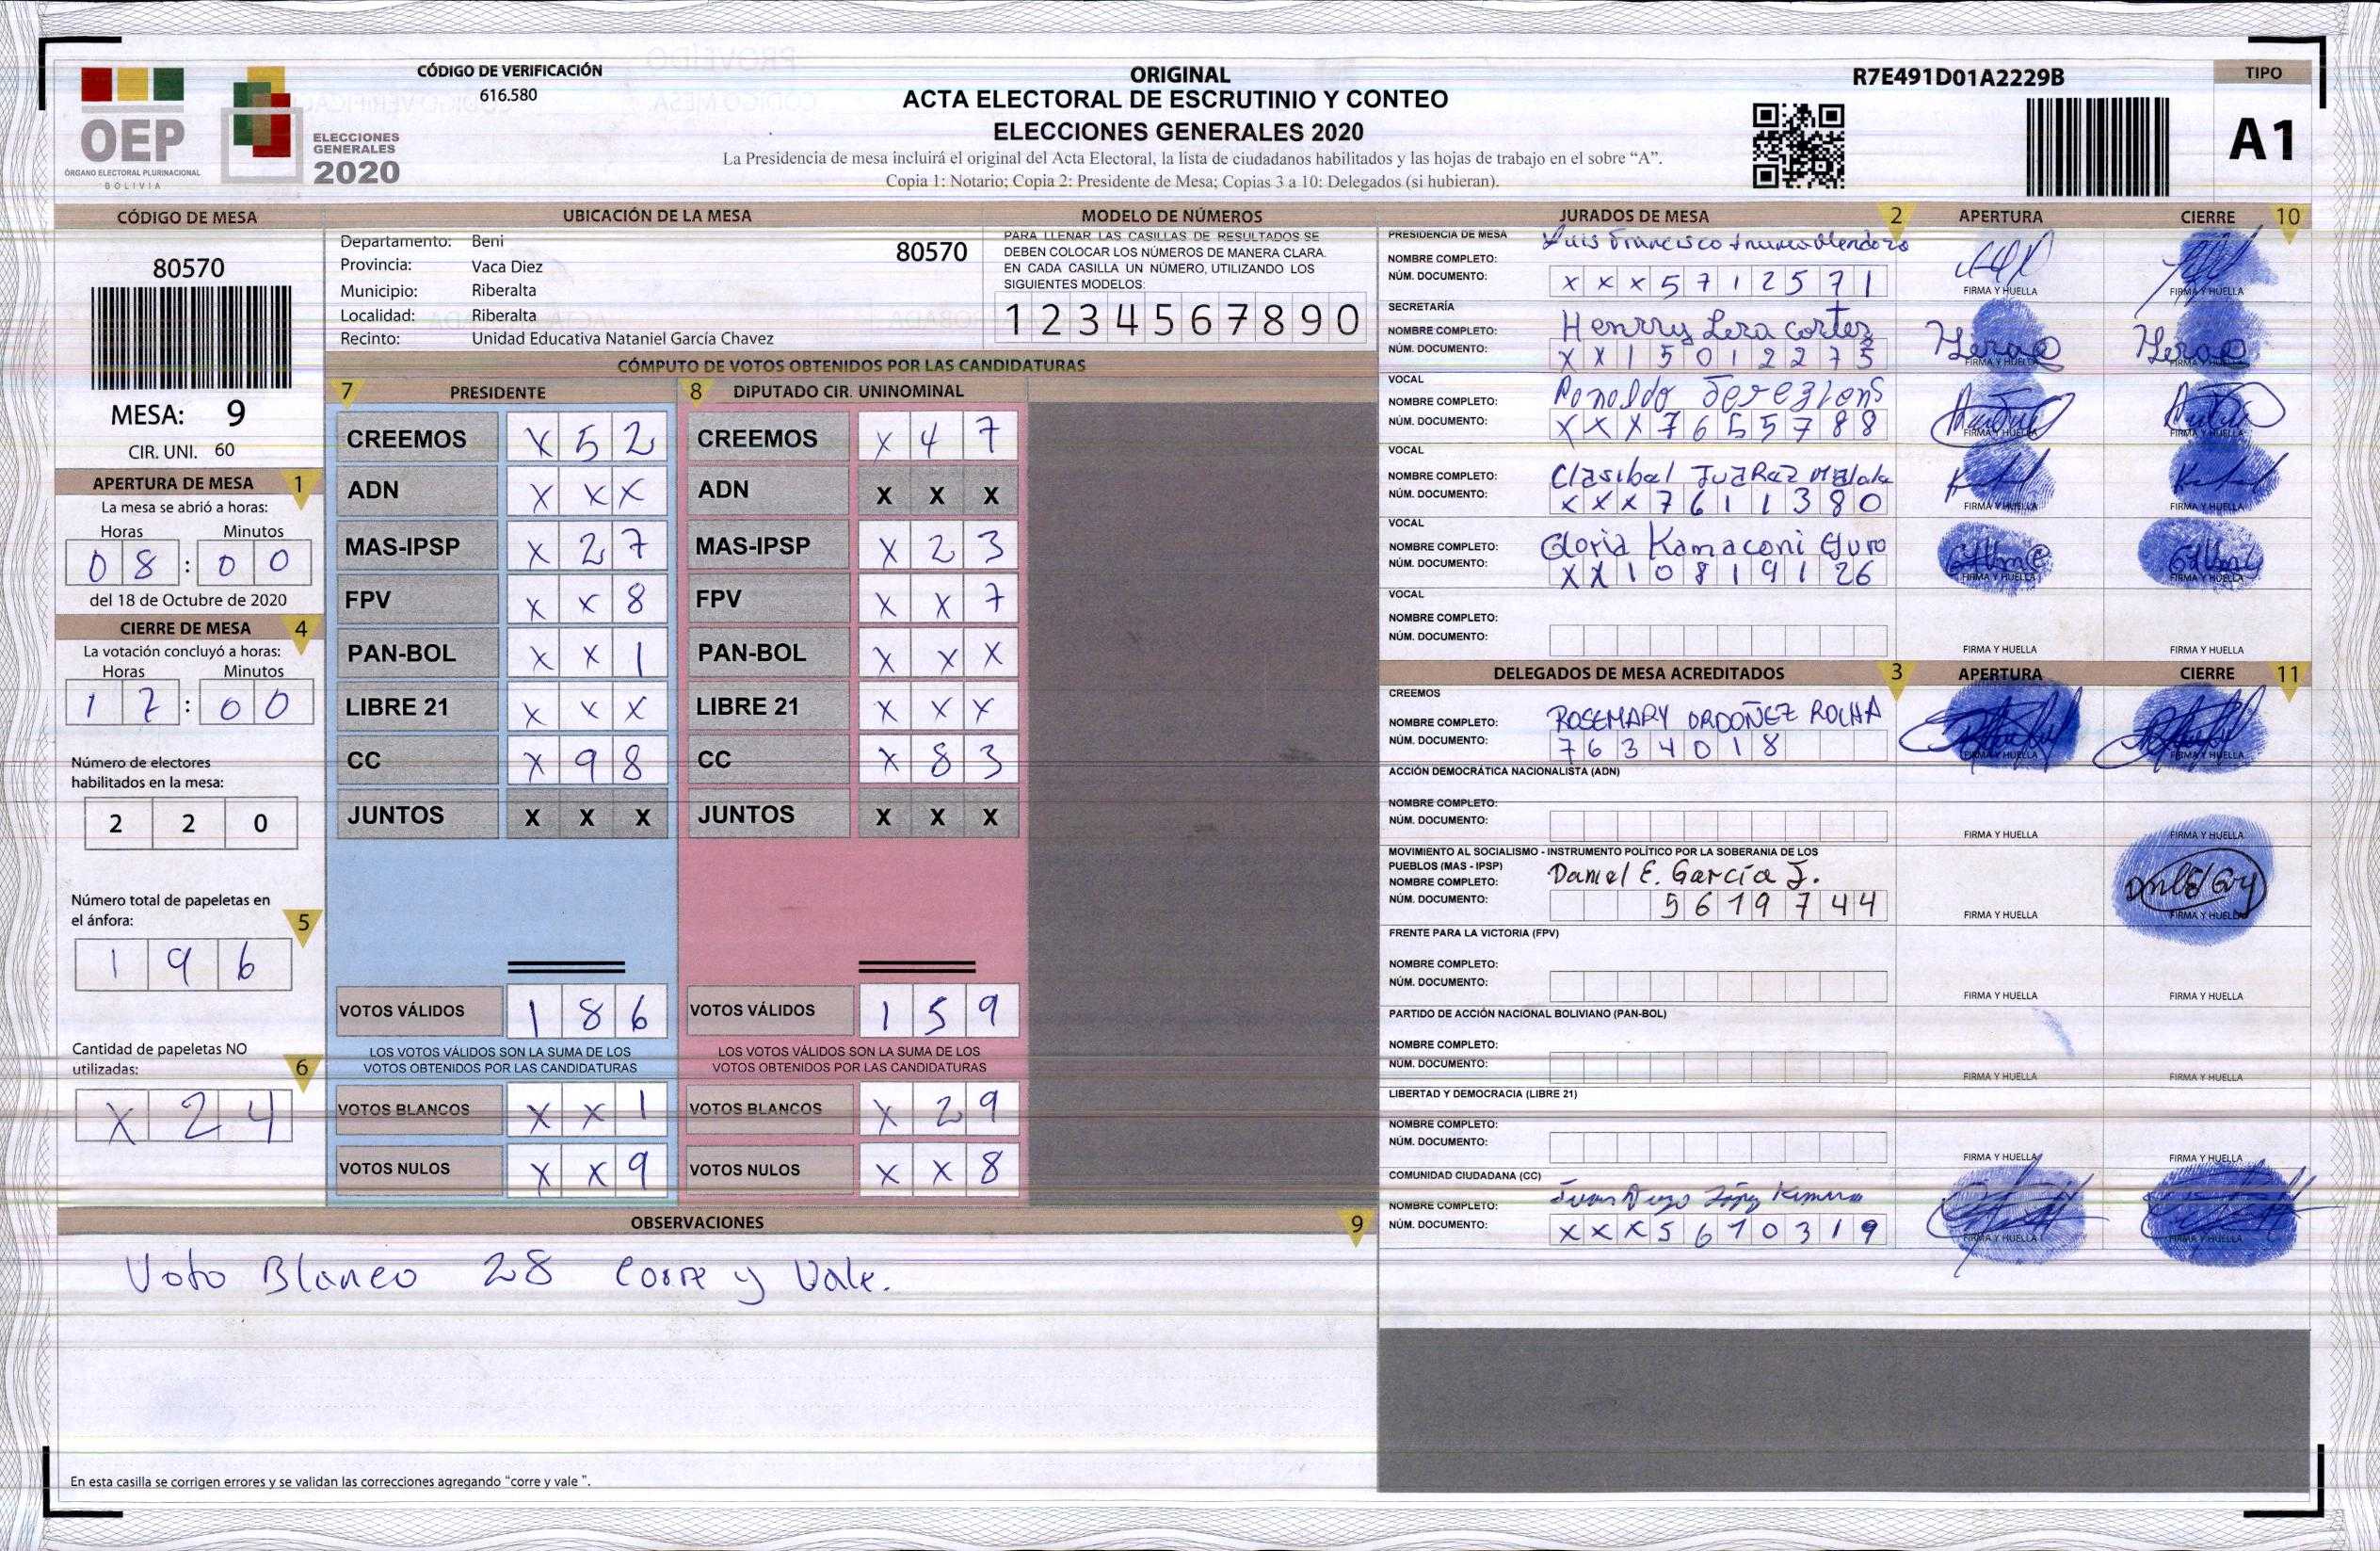 CÓDIGO DE VERIFICACIÓN
616.580
ORIGINAL
ACTA ELECTORAL DE ESCRUTINIO Y CONTEO
ELECCIONES GENERALES 2020
La Presidencia de mesa incluirá el original del Acta Electoral, la lista de ciudadanos habilitados y las hojas de trabajo en el sobre “A”.
Copia 1: Notario; Copia 2: Presidente de Mesa; Copias 3 a 10: Delegados (si hubieran).
R7E491D01A2229B
TIPO
A1
OEP
ÓRGANO ELECTORAL PLURINACIONAL
BOLIVIA
ELECCIONES
GENERALES
2020
CÓDIGO DE MESA
80570
MESA: 9
CIR. UNI. 60
APERTURA DE MESA 1
La mesa se abrió a horas:
Horas Minutos
0 8 : 0 0
del 18 de Octubre de 2020
CIERRE DE MESA 4
La votación concluyó a horas:
Horas Minutos
1 7 : 0 0
Número de electores
habilitados en la mesa:
2 2 0
Número total de papeletas en
el ánfora: 5
1 9 6
Cantidad de papeletas NO
utilizadas: 6
X 2 4
UBICACIÓN DE LA MESA
Departamento: Beni 80570
Provincia: Vaca Diez
Municipio: Riberalta
Localidad: Riberalta
Recinto: Unidad Educativa Nataniel García Chavez
MODELO DE NÚMEROS
PARA LLENAR LAS CASILLAS DE RESULTADOS SE
DEBEN COLOCAR LOS NÚMEROS DE MANERA CLARA.
EN CADA CASILLA UN NÚMERO, UTILIZANDO LOS
SIGUIENTES MODELOS:
1 2 3 4 5 6 7 8 9 0
CÓMPUTO DE VOTOS OBTENIDOS POR LAS CANDIDATURAS
7 PRESIDENTE 8 DIPUTADO CIR. UNINOMINAL
CREEMOS X 5 2 CREEMOS X 4 7
ADN X X X ADN X X X
MAS-IPSP X 2 7 MAS-IPSP X 2 3
FPV X X 8 FPV X X 7
PAN-BOL X X 1 PAN-BOL X X X
LIBRE 21 X X X LIBRE 21 X X X
CC X 9 8 CC X 8 3
JUNTOS X X X JUNTOS X X X
VOTOS VÁLIDOS 1 8 6 VOTOS VÁLIDOS 1 5 9
LOS VOTOS VÁLIDOS SON LA SUMA DE LOS LOS VOTOS VÁLIDOS SON LA SUMA DE LOS
VOTOS OBTENIDOS POR LAS CANDIDATURAS VOTOS OBTENIDOS POR LAS CANDIDATURAS
VOTOS BLANCOS X X 1 VOTOS BLANCOS X 2 9
VOTOS NULOS X X 9 VOTOS NULOS X X 8
OBSERVACIONES 9
Voto Blanco 28 Corre y Vale.
En esta casilla se corrigen errores y se validan las correcciones agregando “corre y vale”.
JURADOS DE MESA 2 APERTURA CIERRE 10
PRESIDENCIA DE MESA
NOMBRE COMPLETO: Luis Francisco
NÚM. DOCUMENTO: X X X 5 7 1 2 5 7 1
FIRMA Y HUELLA FIRMA Y HUELLA
SECRETARÍA
NOMBRE COMPLETO: Henrry Lera Cortez
NÚM. DOCUMENTO: X X 1 5 0 1 2 2 7 5
FIRMA Y HUELLA FIRMA Y HUELLA
VOCAL
NOMBRE COMPLETO: Ronaldo
NÚM. DOCUMENTO: X X X 7 6 5 5 7 8 8
FIRMA Y HUELLA FIRMA Y HUELLA
VOCAL
NOMBRE COMPLETO: Clasibal JuaRez
NÚM. DOCUMENTO: X X X 7 6 1 1 3 8 0
FIRMA Y HUELLA FIRMA Y HUELLA
VOCAL
NOMBRE COMPLETO: Gloria Kamaconi
NÚM. DOCUMENTO: X X 1 0 8 1 9 1 2 6
FIRMA Y HUELLA FIRMA Y HUELLA
VOCAL
NOMBRE COMPLETO:
NÚM. DOCUMENTO:
FIRMA Y HUELLA FIRMA Y HUELLA
DELEGADOS DE MESA ACREDITADOS 3 APERTURA CIERRE 11
CREEMOS
NOMBRE COMPLETO: ROSEMARY ORDOÑEZ ROCHA
NÚM. DOCUMENTO: 7 6 3 4 0 1 8
FIRMA Y HUELLA FIRMA Y HUELLA
ACCIÓN DEMOCRÁTICA NACIONALISTA (ADN)
NOMBRE COMPLETO:
NÚM. DOCUMENTO:
FIRMA Y HUELLA FIRMA Y HUELLA
MOVIMIENTO AL SOCIALISMO - INSTRUMENTO POLÍTICO POR LA SOBERANIA DE LOS
PUEBLOS (MAS - IPSP)
NOMBRE COMPLETO: Daniel E. García J.
NÚM. DOCUMENTO: 5 6 1 9 7 4 4
FIRMA Y HUELLA FIRMA Y HUELLA
FRENTE PARA LA VICTORIA (FPV)
NOMBRE COMPLETO:
NÚM. DOCUMENTO:
FIRMA Y HUELLA FIRMA Y HUELLA
PARTIDO DE ACCIÓN NACIONAL BOLIVIANO (PAN-BOL)
NOMBRE COMPLETO:
NÚM. DOCUMENTO:
FIRMA Y HUELLA FIRMA Y HUELLA
LIBERTAD Y DEMOCRACIA (LIBRE 21)
NOMBRE COMPLETO:
NÚM. DOCUMENTO:
FIRMA Y HUELLA FIRMA Y HUELLA
COMUNIDAD CIUDADANA (CC)
NOMBRE COMPLETO:
NÚM. DOCUMENTO: X X X 5 6 1 0 3 1 9
FIRMA Y HUELLA FIRMA Y HUELLA